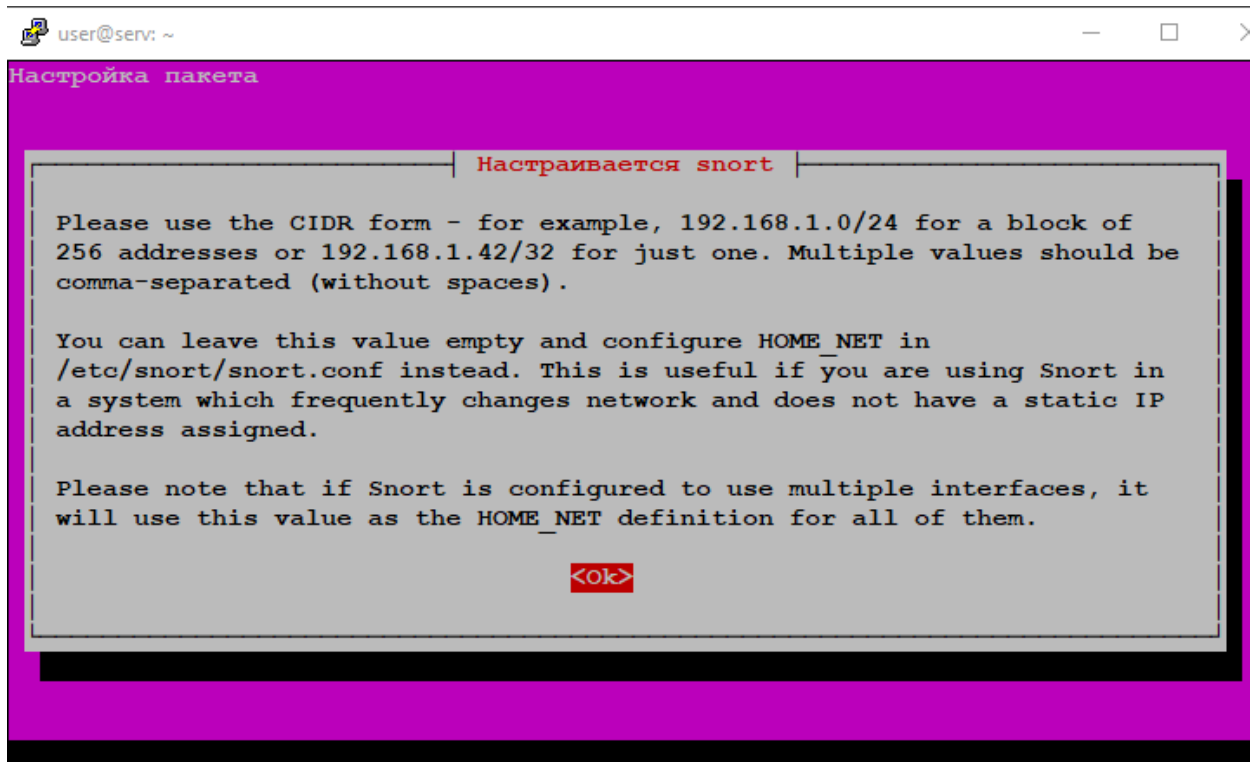 user@serv: ~
Настройка пакета
Настраивается snort
Please use the CIDR form - for example, 192.168.1.0/24 for a block of
256 addresses or 192.168.1.42/32 for just one. Multiple values should be
comma-separated (without spaces).
You can leave this value empty and configure HOME_NET in
/etc/snort/snort.conf instead. This is useful if you are using Snort in
a system which frequently changes network and does not have a static IP
address assigned.
Please note that if Snort is configured to use multiple interfaces, it
will use this value as the HOME_NET definition for all of them.
<Ok>